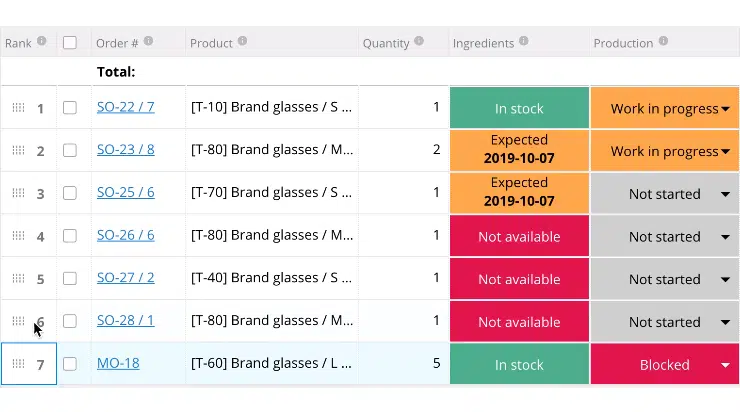 Rank Order # Product Quantity Ingredients Production
Total:
1 SO-22 / 7 [T-10] Brand glasses / S ... 1 In stock Work in progress
2 SO-23 / 8 [T-80] Brand glasses / M... 2 Expected 2019-10-07 Work in progress
3 SO-25 / 6 [T-70] Brand glasses / S ... 1 Expected 2019-10-07 Not started
4 SO-26 / 6 [T-80] Brand glasses / M... 1 Not available Not started
5 SO-27 / 2 [T-40] Brand glasses / S ... 1 Not available Not started
6 SO-28 / 1 [T-80] Brand glasses / M... 1 Not available Not started
7 MO-18 [T-60] Brand glasses / L ... 5 In stock Blocked